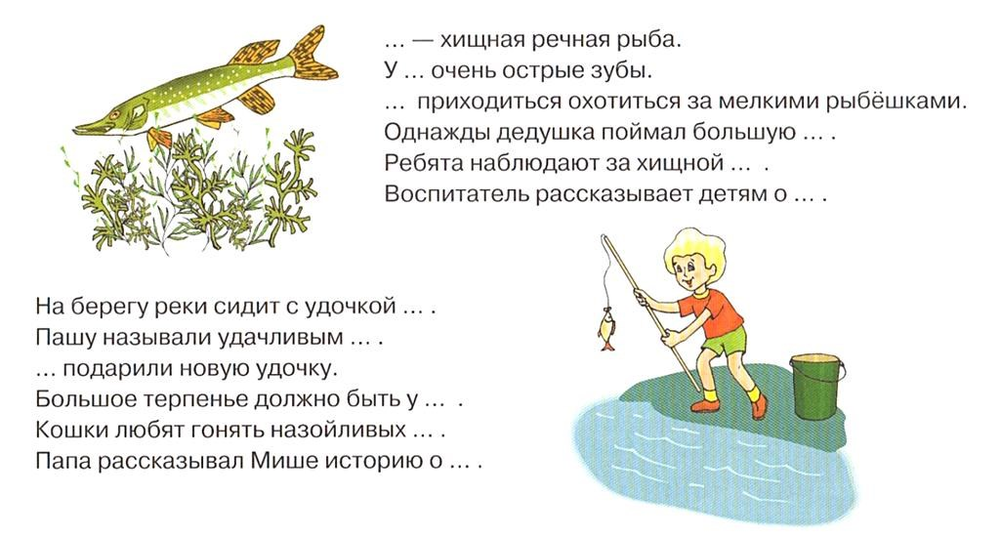 ... — хищная речная рыба.
У ... очень острые зубы.
... приходиться охотиться за мелкими рыбёшками.
Однажды дедушка поймал большую ... .
Ребята наблюдают за хищной ... .
Воспитатель рассказывает детям о ... .
На берегу реки сидит с удочкой ... .
Пашу называли удачливым ... .
... подарили новую удочку.
Большое терпенье должно быть у ... .
Кошки любят гонять назойливых ... .
Папа рассказывал Мише историю о ... .